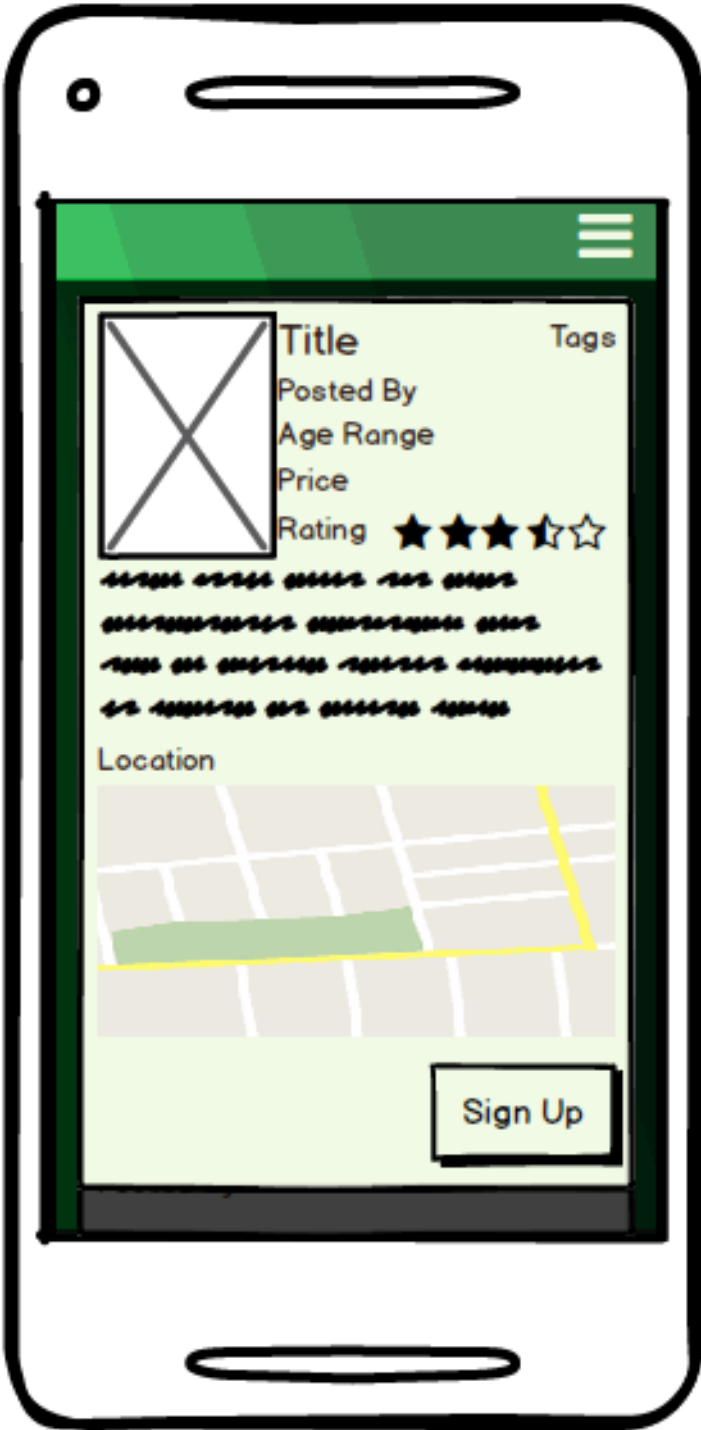 Title Tags
Posted By
Age Range
Price
Rating
Location
Sign Up